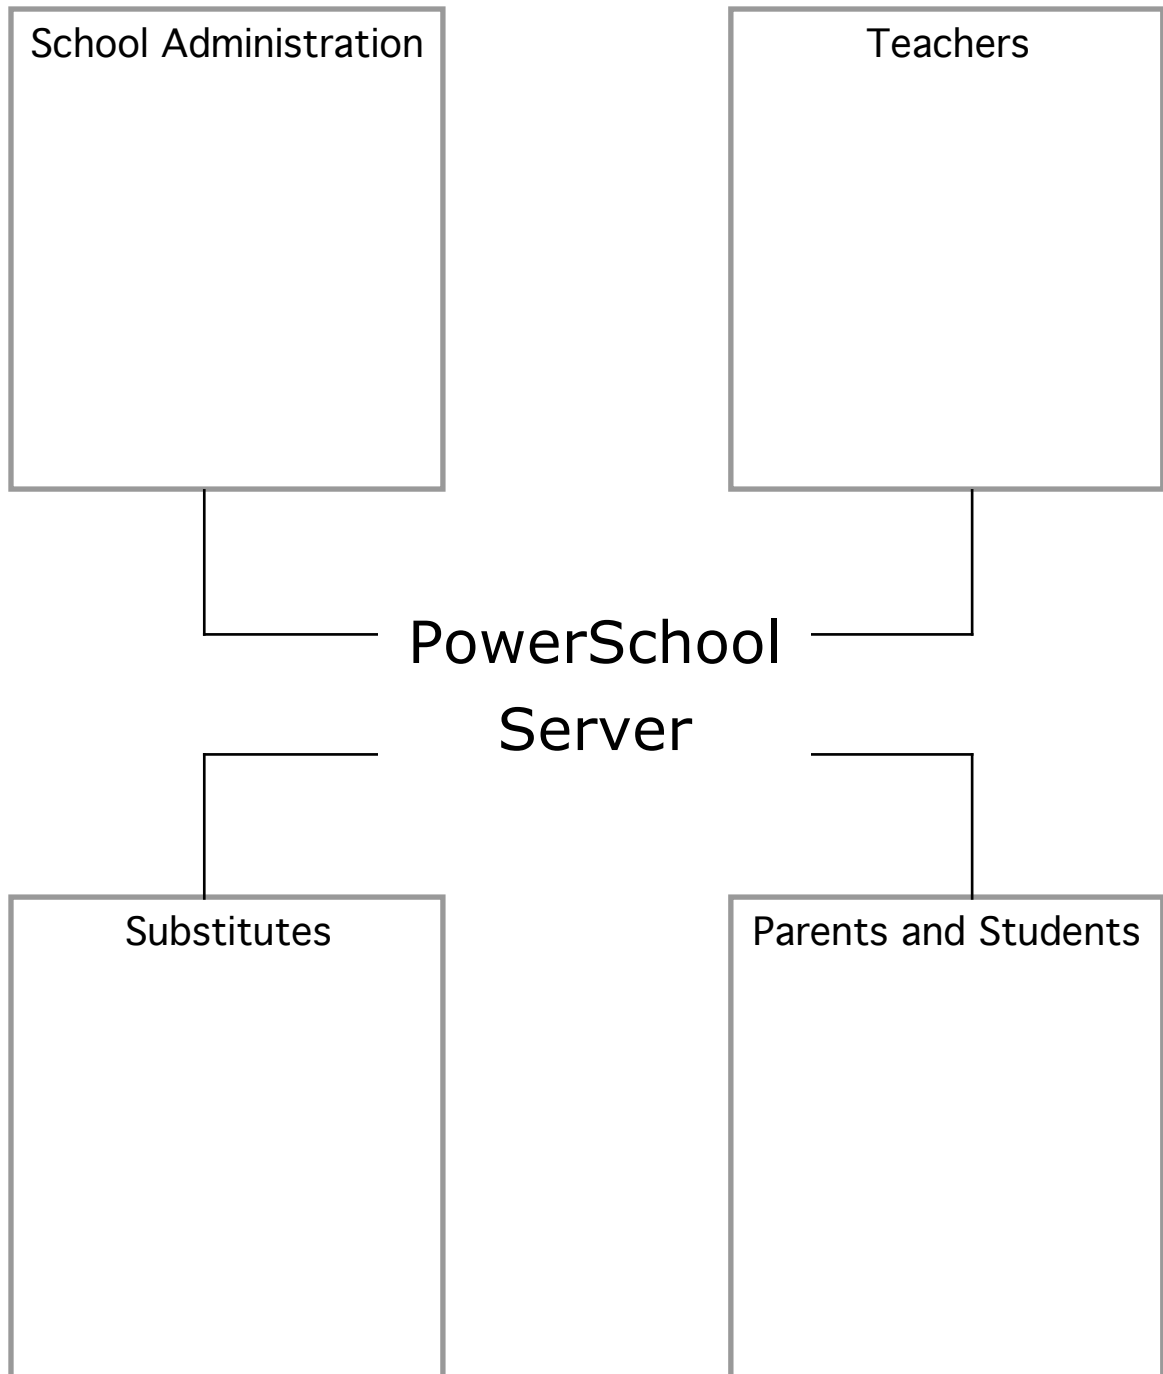 School Administration
Teachers
PowerSchool
Server
Substitutes
Parents and Students